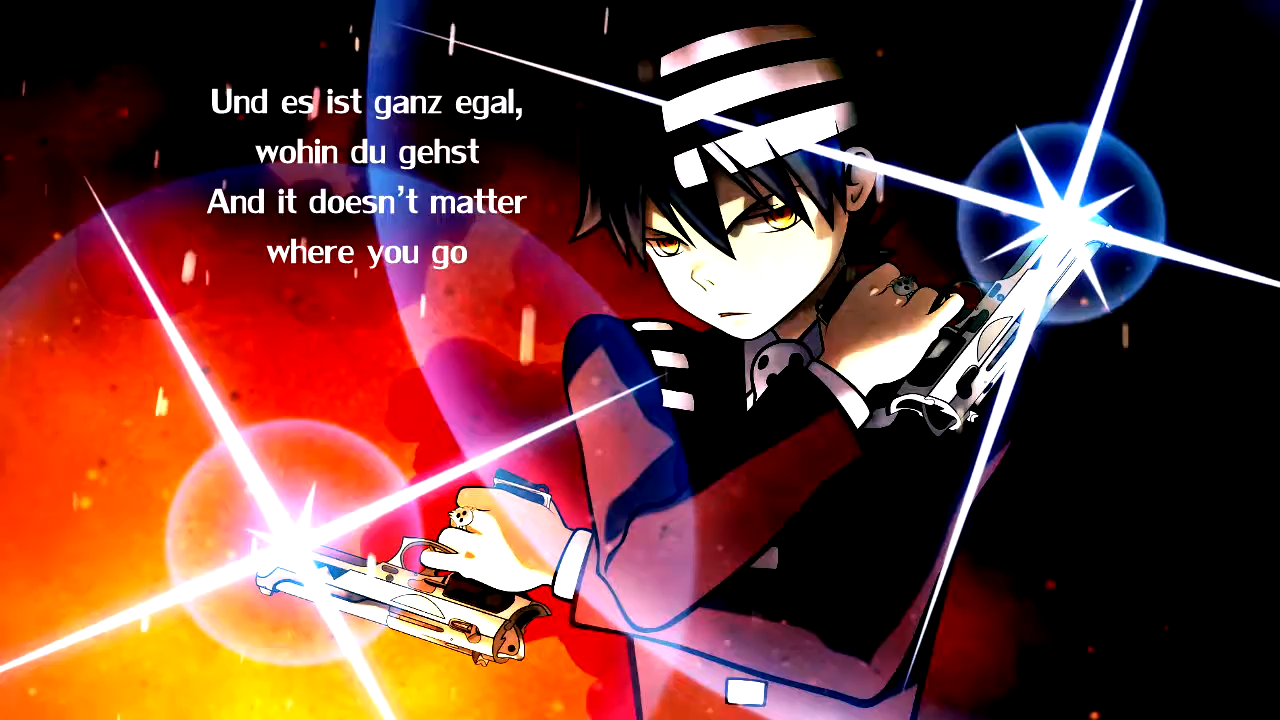 Und es ist ganz egal,
wohin du gehst
And it doesn't matter
where you go